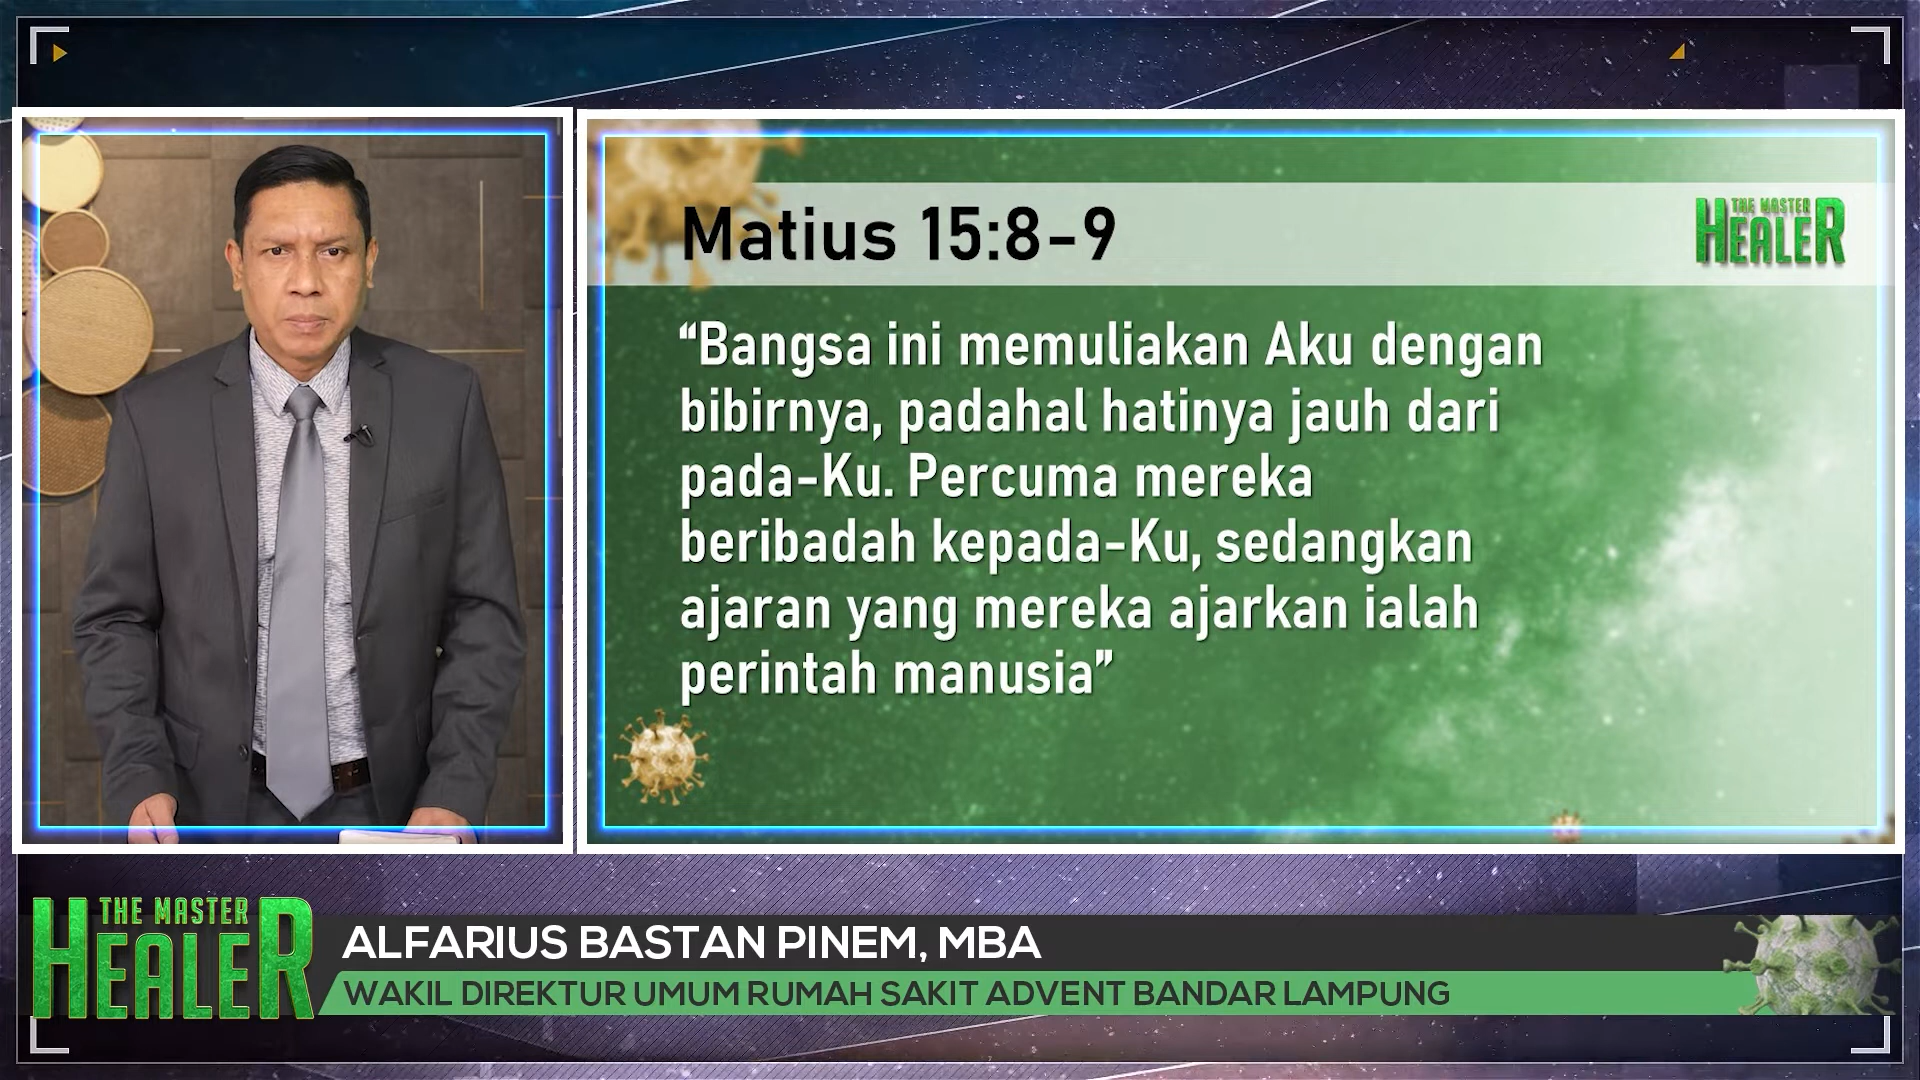 Matius 15:8-9
THE MASTER
HEALER
“Bangsa ini memuliakan Aku dengan
bibirnya, padahal hatinya jauh dari
pada-Ku. Percuma mereka
beribadah kepada-Ku, sedangkan
ajaran yang mereka ajarkan ialah
perintah manusia”
THE MASTER
HEALER
ALFARIUS BASTAN PINEM, MBA
WAKIL DIREKTUR UMUM RUMAH SAKIT ADVENT BANDAR LAMPUNG